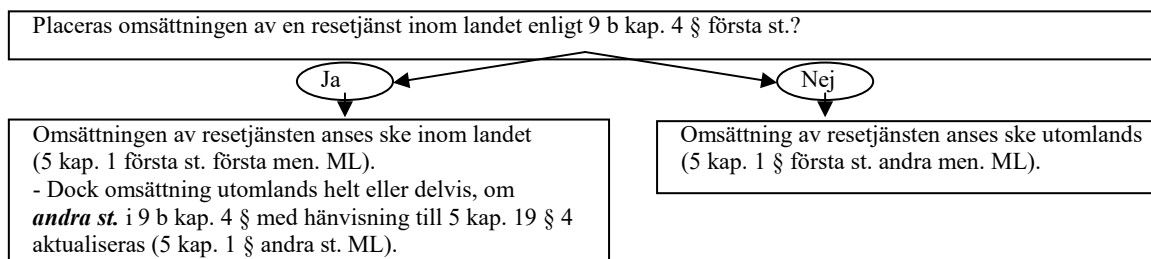 Placeras omsättningen av en resetjänst inom landet enligt 9 b kap. 4 § första st.?
Ja
Nej
Omsättningen av resetjänsten anses ske inom landet
(5 kap. 1 första st. första men. ML).
- Dock omsättning utomlands helt eller delvis, om
andra st. i 9 b kap. 4 § med hänvisning till 5 kap. 19 § 4
aktualiseras (5 kap. 1 § andra st. ML).
Omsättning av resetjänsten anses ske utomlands
(5 kap. 1 § första st. andra men. ML).